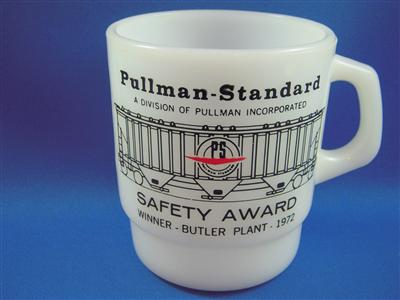 Pullman-Standard
A DIVISION OF PULLMAN INCORPORATED
PS
SAFETY AWARD
WINNER - BUTLER PLANT - 1972